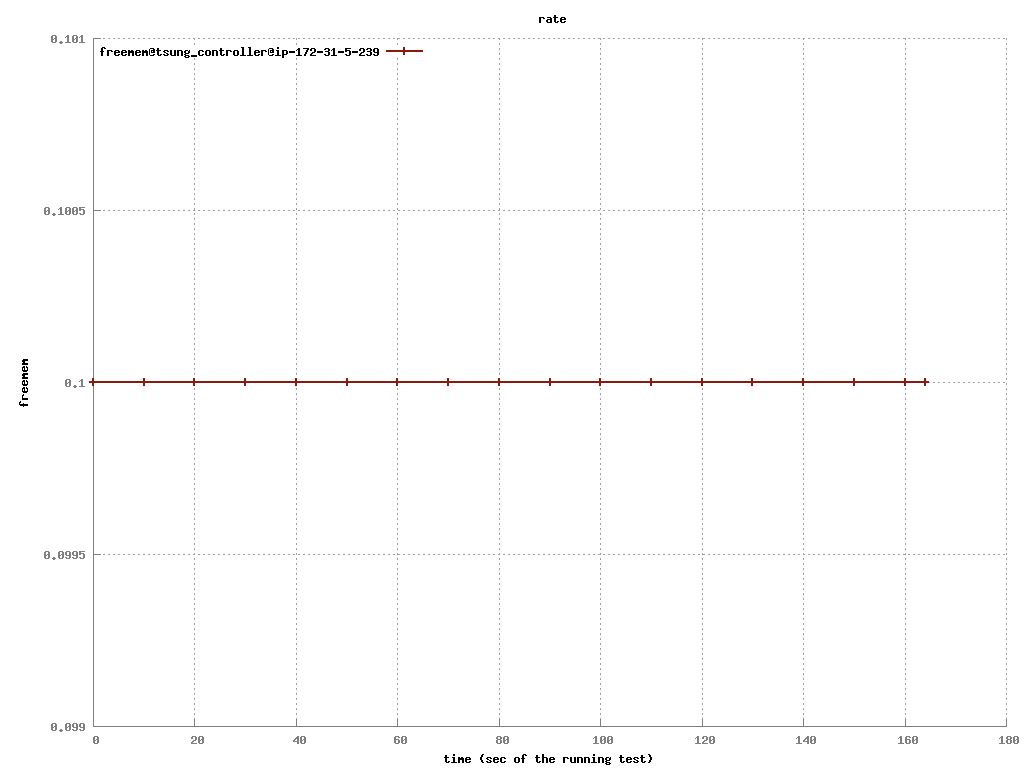 rate
0.101
freemem@tsung_controller@ip-172-31-5-239
0.1005
0.1
freemem
0.0995
0.099
0 20 40 60 80 100 120 140 160 180
time (sec of the running test)